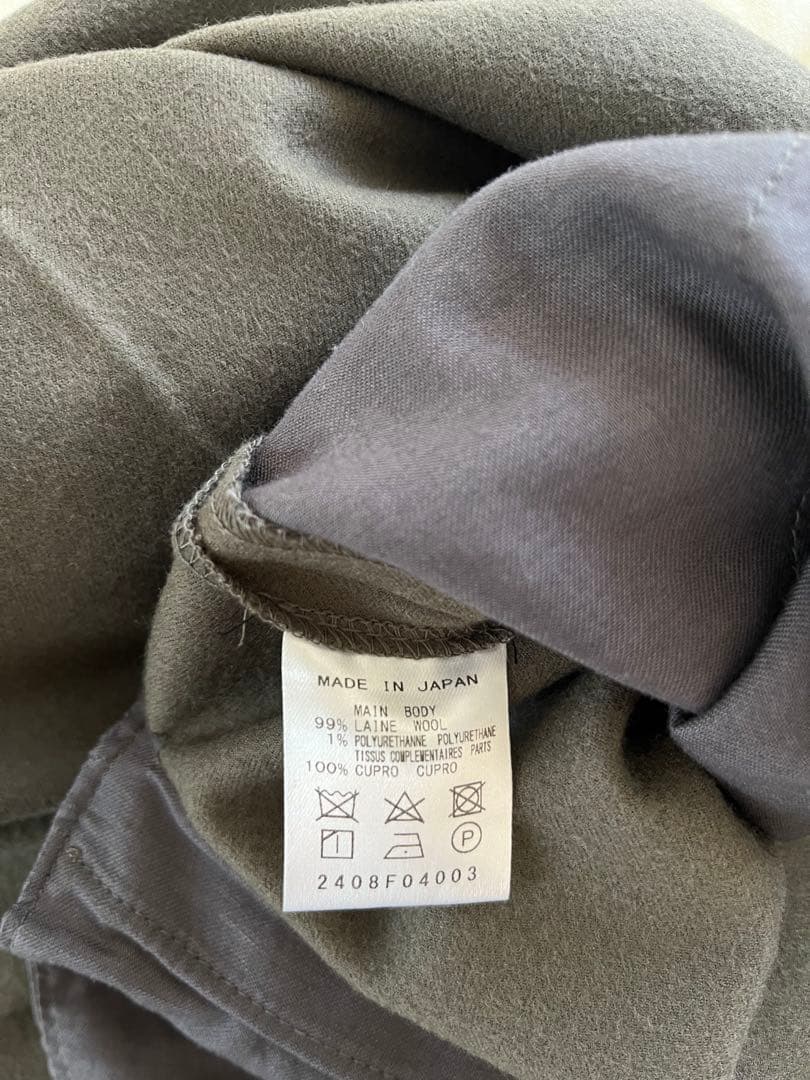 MADE IN JAPAN
MAIN BODY
99% LAINE WOOL
1% POLYURETHANNE POLYURETHANE
TISSUS COMPLEMENTAIRES PARTS
100% CUPRO CUPRO
P
2408F04003